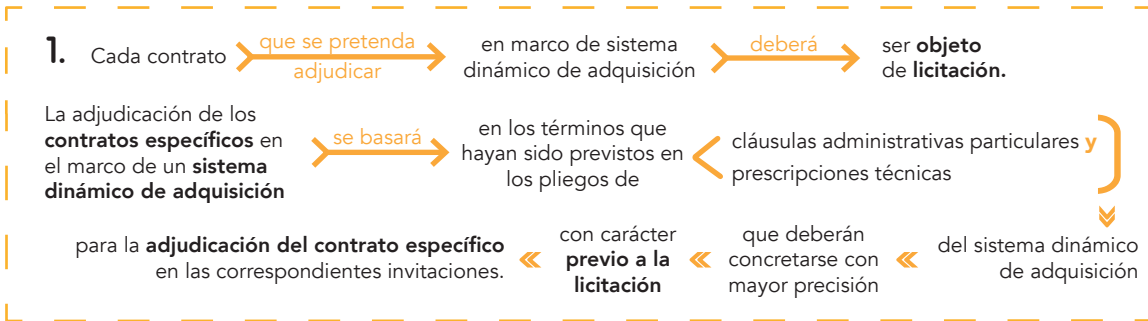 1. Cada contrato
que se pretenda
adjudicar
en marco de sistema
dinámico de adquisición
deberá
ser objeto
de licitación.
La adjudicación de los
contratos específicos en
el marco de un sistema
dinámico de adquisición
se basará
en los términos que
hayan sido previstos en
los pliegos de
cláusulas administrativas particulares y
prescripciones técnicas
del sistema dinámico
de adquisición
que deberán
concretarse con
mayor precisión
con carácter
previo a la
licitación
para la adjudicación del contrato específico
en las correspondientes invitaciones.